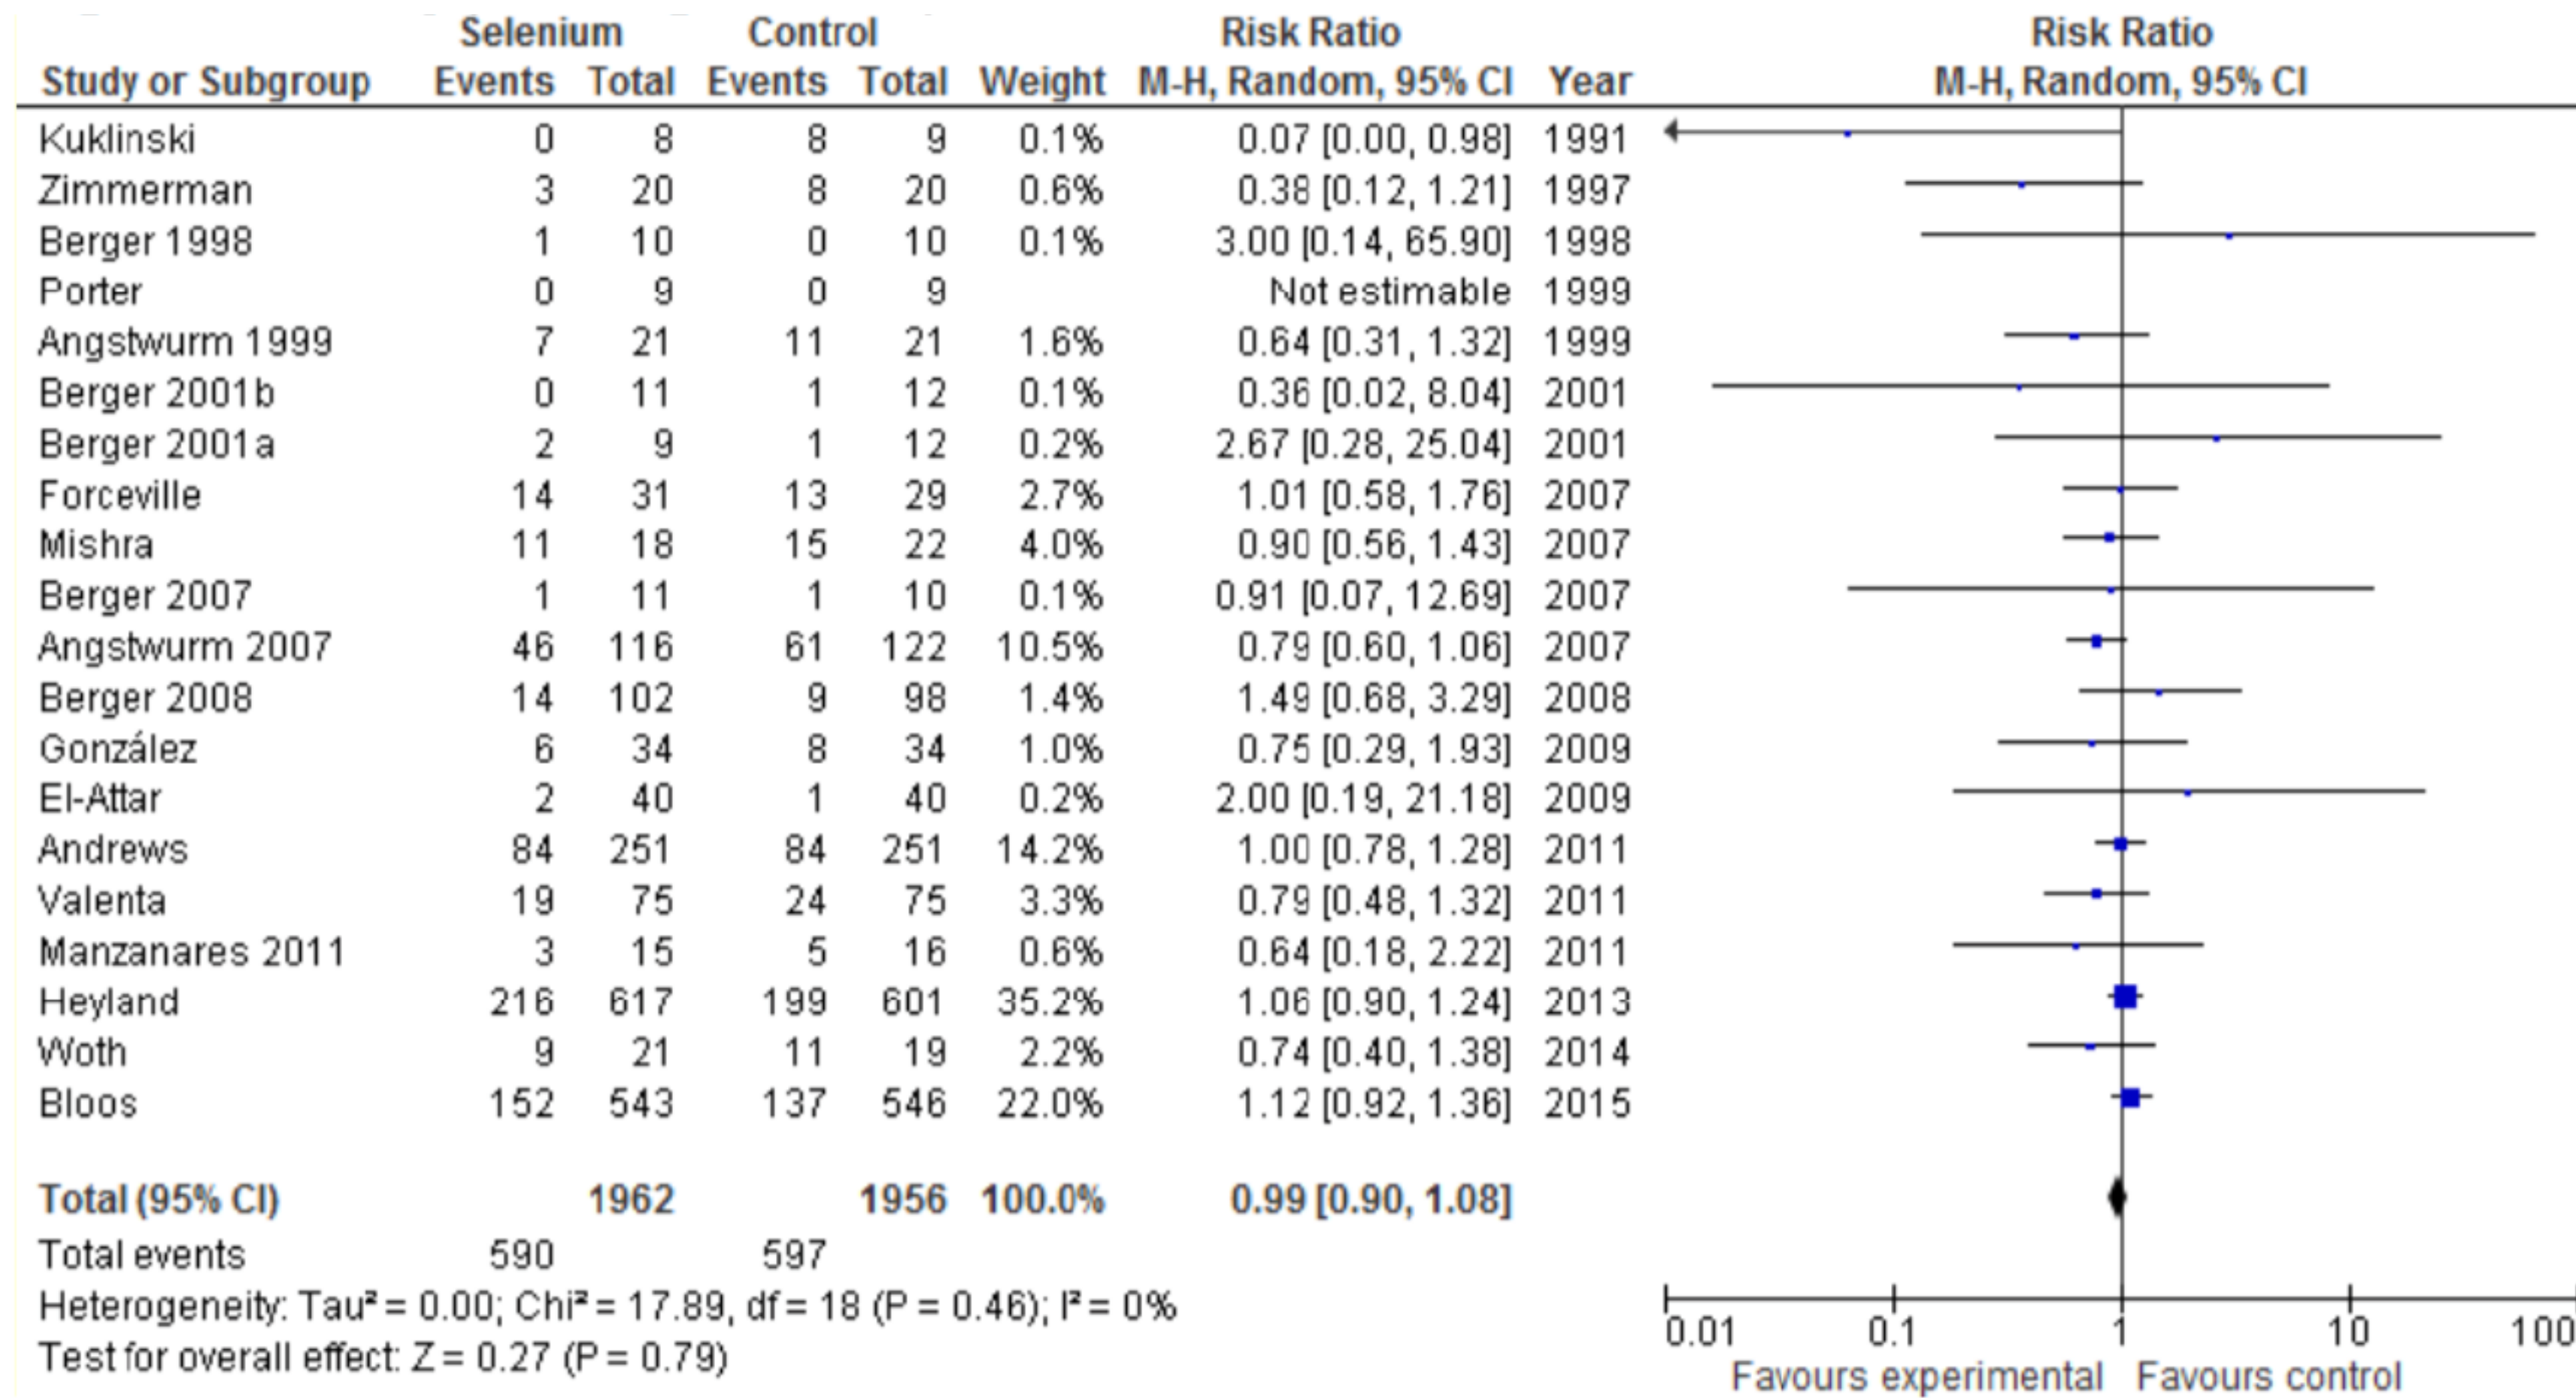 Selenium Control Risk Ratio Risk Ratio
Study or Subgroup Events Total Events Total Weight M-H, Random, 95% CI Year M-H, Random, 95% CI
Kuklinski 0 8 8 9 0.1% 0.07 [0.00, 0.98] 1991
Zimmerman 3 20 8 20 0.6% 0.38 [0.12, 1.21] 1997
Berger 1998 1 10 0 10 0.1% 3.00 [0.14, 65.90] 1998
Porter 0 9 0 9 Not estimable 1999
Angstwurm 1999 7 21 11 21 1.6% 0.64 [0.31, 1.32] 1999
Berger 2001b 0 11 1 12 0.1% 0.36 [0.02, 8.04] 2001
Berger 2001a 2 9 1 12 0.2% 2.67 [0.28, 25.04] 2001
Forceville 14 31 13 29 2.7% 1.01 [0.58, 1.76] 2007
Mishra 11 18 15 22 4.0% 0.90 [0.56, 1.43] 2007
Berger 2007 1 11 1 10 0.1% 0.91 [0.07, 12.69] 2007
Angstwurm 2007 46 116 61 122 10.5% 0.79 [0.60, 1.06] 2007
Berger 2008 14 102 9 98 1.4% 1.49 [0.68, 3.29] 2008
González 6 34 8 34 1.0% 0.75 [0.29, 1.93] 2009
El-Attar 2 40 1 40 0.2% 2.00 [0.19, 21.18] 2009
Andrews 84 251 84 251 14.2% 1.00 [0.78, 1.28] 2011
Valenta 19 75 24 75 3.3% 0.79 [0.48, 1.32] 2011
Manzanares 2011 3 15 5 16 0.6% 0.64 [0.18, 2.22] 2011
Heyland 216 617 199 601 35.2% 1.06 [0.90, 1.24] 2013
Woth 9 21 11 19 2.2% 0.74 [0.40, 1.38] 2014
Bloos 152 543 137 546 22.0% 1.12 [0.92, 1.36] 2015
Total (95% CI) 1962 1956 100.0% 0.99 [0.90, 1.08]
Total events 590 597
Heterogeneity: Tau² = 0.00; Chi² = 17.89, df = 18 (P = 0.46); I² = 0%
Test for overall effect: Z = 0.27 (P = 0.79)
0.01 0.1 1 10 100
Favours experimental Favours control